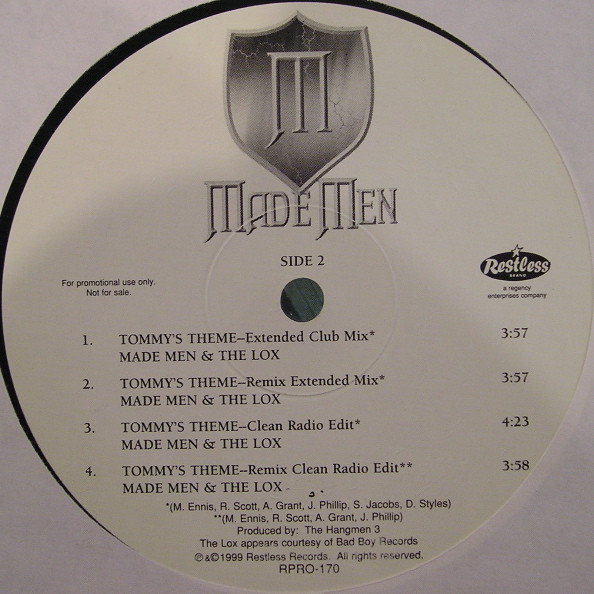 M
MADE MEN
SIDE 2
For promotional use only.
Not for sale.
Restless
BRAND
a regency
enterprises company
1. TOMMY'S THEME–Extended Club Mix* 3:57
MADE MEN & THE LOX
2. TOMMY'S THEME–Remix Extended Mix* 3:57
MADE MEN & THE LOX
3. TOMMY'S THEME–Clean Radio Edit* 4:23
MADE MEN & THE LOX
4. TOMMY'S THEME--Remix Clean Radio Edit** 3:58
MADE MEN & THE LOX
*(M. Ennis, R. Scott, A. Grant, J. Phillip, S. Jacobs, D. Styles)
**(M. Ennis, R. Scott, A. Grant, J. Phillip)
Produced by: The Hangmen 3
The Lox appears courtesy of Bad Boy Records
℗&©1999 Restless Records. All rights reserved.
RPRO-170